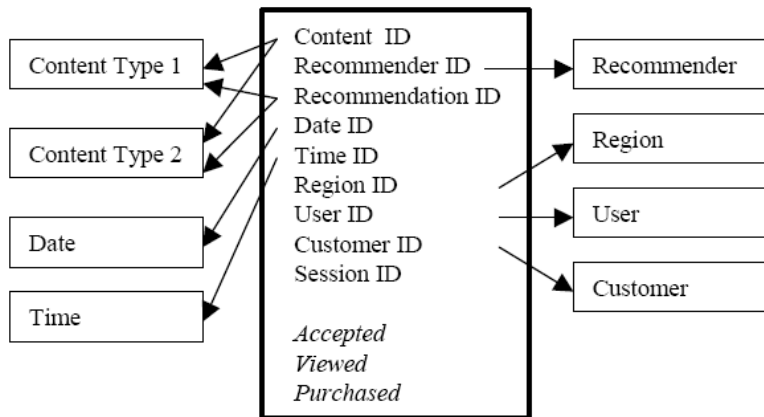 Content Type 1
Content Type 2
Date
Time
Content ID
Recommender ID
Recommendation ID
Date ID
Time ID
Region ID
User ID
Customer ID
Session ID
Accepted
Viewed
Purchased
Recommender
Region
User
Customer